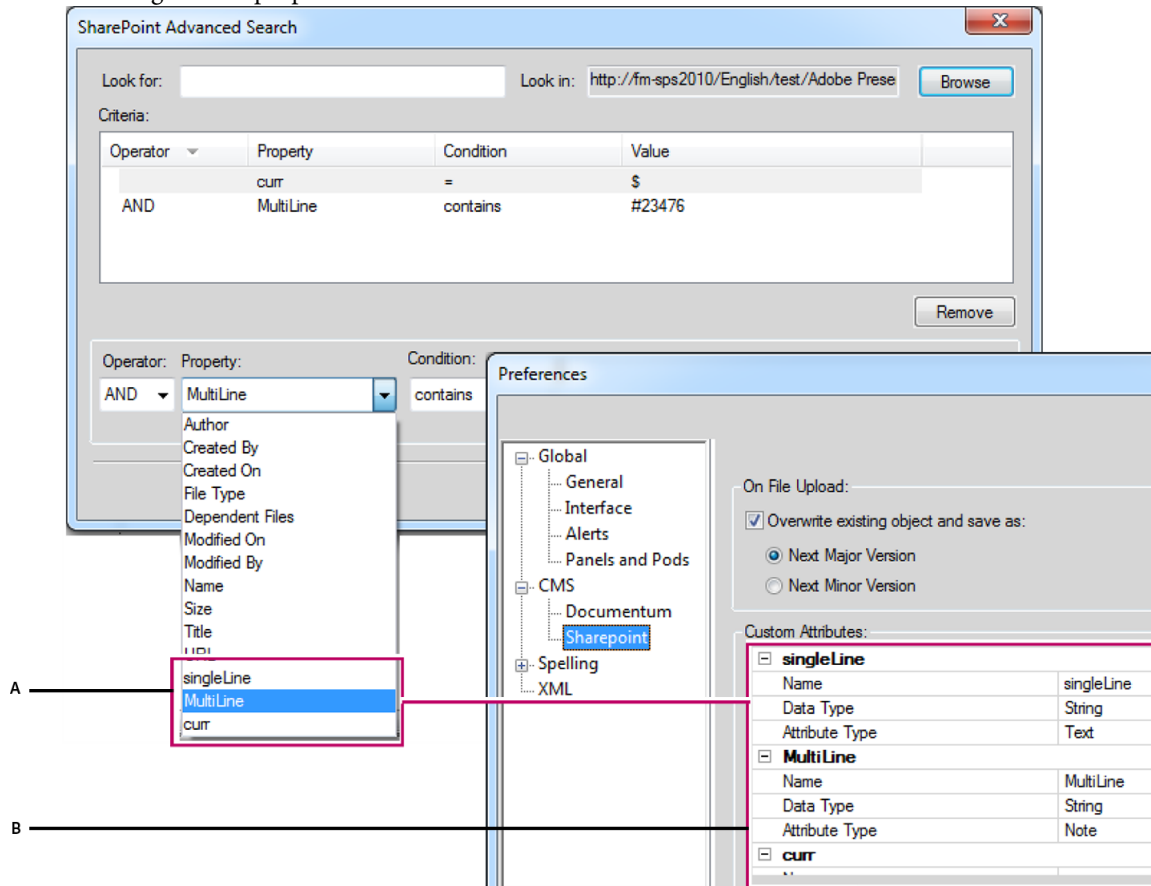 SharePoint Advanced Search
Look for:
Look in: http://fm-sps2010/English/test/Adobe Prese Browse
Criteria:
Operator Property Condition Value
curr = $
AND MultiLine contains #23476
Remove
Operator: Property: Condition:
AND MultiLine contains
Author
Created By
Created On
File Type
Dependent Files
Modified On
Modified By
Name
Size
Title
URL
singleLine
MultiLine
curr
A
B
Preferences
Global
General
Interface
Alerts
Panels and Pods
CMS
Documentum
Sharepoint
Spelling
XML
On File Upload:
Overwrite existing object and save as:
Next Major Version
Next Minor Version
Custom Attributes:
singleLine
Name singleLine
Data Type String
Attribute Type Text
MultiLine
Name MultiLine
Data Type String
Attribute Type Note
curr